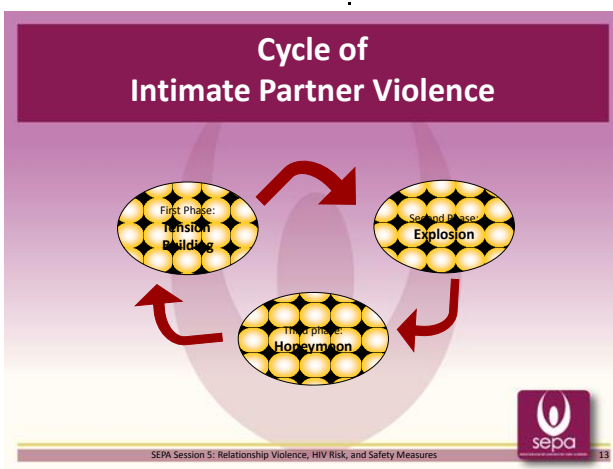 Cycle of
Intimate Partner Violence
First Phase:
Tension
Building
Second Phase:
Explosion
Third phase:
Honeymoon
sepa
SEPA Session 5: Relationship Violence, HIV Risk, and Safety Measures
13